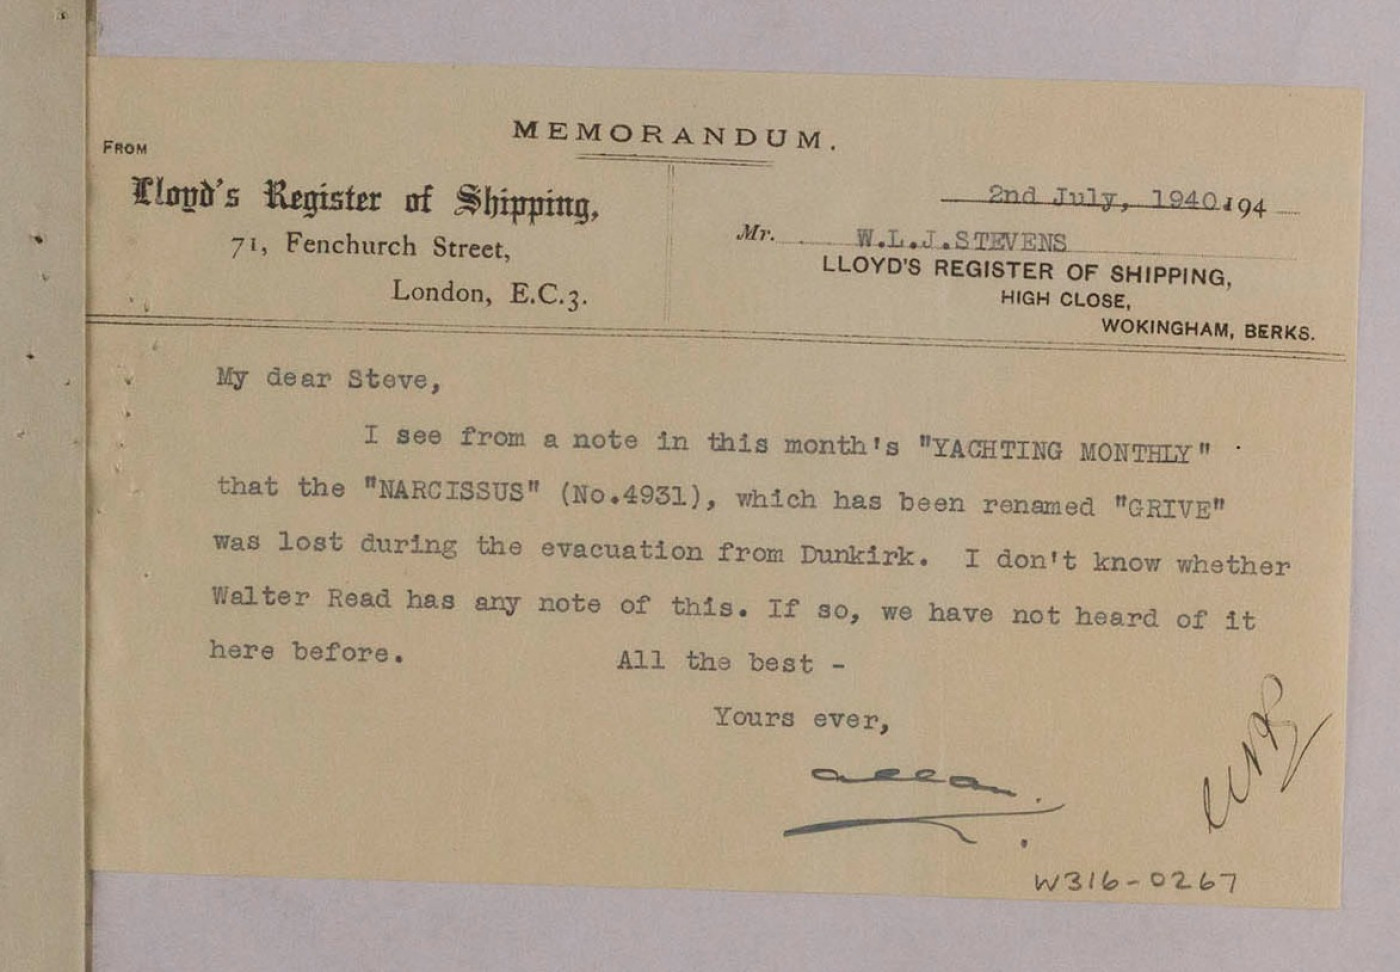 MEMORANDUM.
FROM
Lloyd's Register of Shipping,
71, Fenchurch Street,
London, E.C.3.
2nd July, 1940.194
Mr. W.L.J.STEVENS
LLOYD'S REGISTER OF SHIPPING,
HIGH CLOSE,
WOKINGHAM, BERKS.
My dear Steve,
I see from a note in this month's "YACHTING MONTHLY"
that the "NARCISSUS" (No.4931), which has been renamed "GRIVE"
was lost during the evacuation from Dunkirk. I don't know whether
Walter Read has any note of this. If so, we have not heard of it
here before. All the best -
Yours ever,
allan.
W316-0267